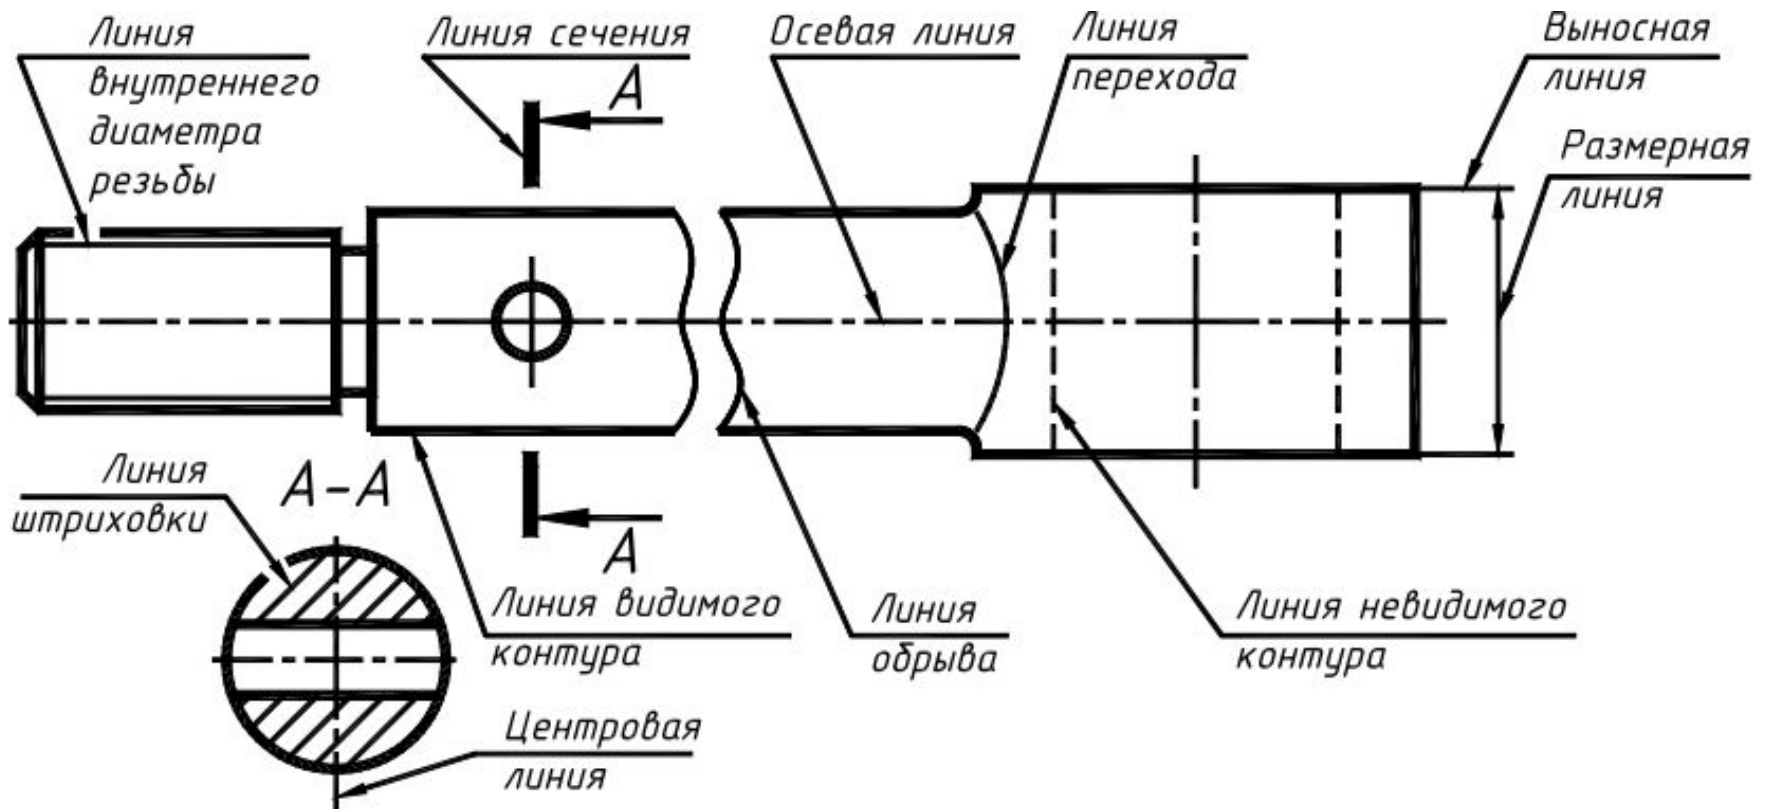 Линия
внутреннего
диаметра
резьбы
Линия сечения
А
Осевая линия
Линия
перехода
Выносная
линия
Размерная
линия
Линия
штриховки
А-А
А
Линия видимого
контура
Линия
обрыва
Линия невидимого
контура
Центровая
линия